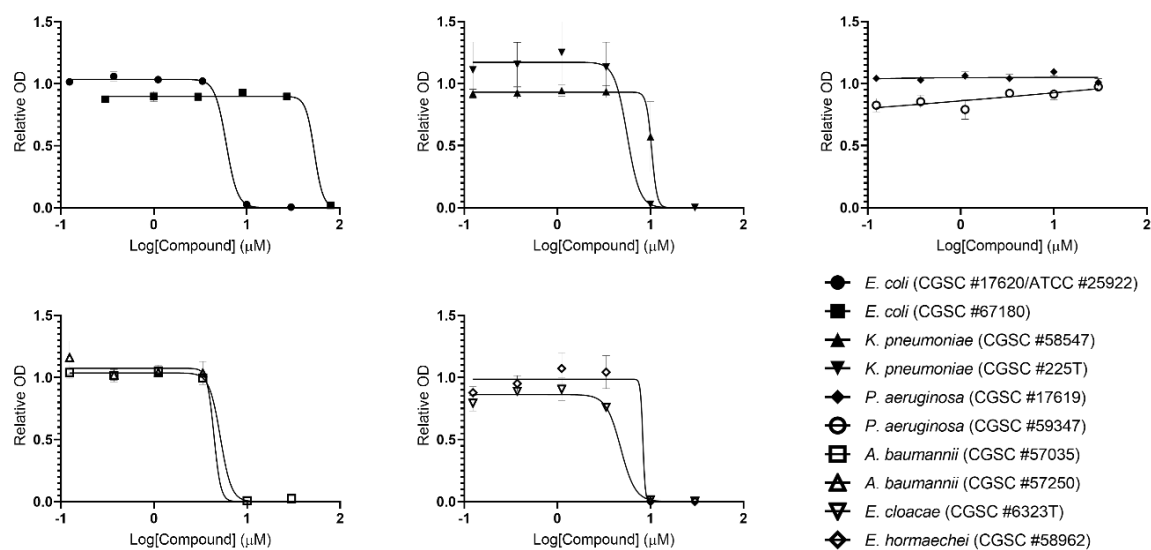 1.5
1.0
0.5
0.0
Relative OD
-1 0 1 2
Log[Compound] (μM)
1.5
1.0
0.5
0.0
Relative OD
-1 0 1 2
Log[Compound] (μM)
1.5
1.0
0.5
0.0
Relative OD
-1 0 1 2
Log[Compound] (μM)
1.5
1.0
0.5
0.0
Relative OD
-1 0 1 2
Log[Compound] (μM)
1.5
1.0
0.5
0.0
Relative OD
-1 0 1 2
Log[Compound] (μM)
E. coli (CGSC #17620/ATCC #25922)
E. coli (CGSC #67180)
K. pneumoniae (CGSC #58547)
K. pneumoniae (CGSC #225T)
P. aeruginosa (CGSC #17619)
P. aeruginosa (CGSC #59347)
A. baumannii (CGSC #57035)
A. baumannii (CGSC #57250)
E. cloacae (CGSC #6323T)
E. hormaechei (CGSC #58962)